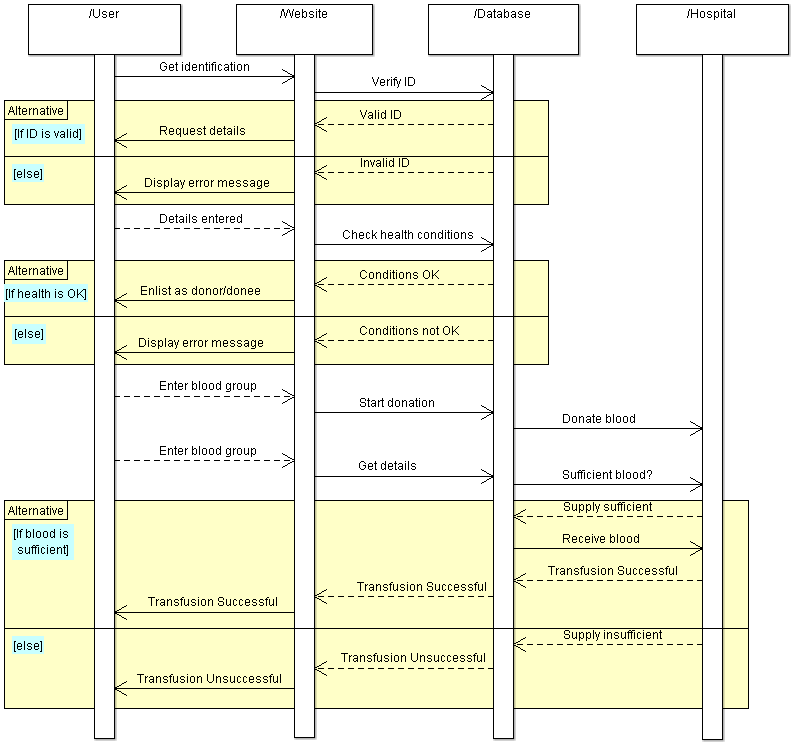 /User
/Website
/Database
/Hospital
Get identification
Verify ID
Alternative
Valid ID
[If ID is valid]
Request details
Invalid ID
[else]
Display error message
Details entered
Check health conditions
Alternative
Conditions OK
[If health is OK]
Enlist as donor/donee
Conditions not OK
[else]
Display error message
Enter blood group
Start donation
Donate blood
Enter blood group
Get details
Sufficient blood?
Alternative
Supply sufficient
[If blood is
sufficient]
Receive blood
Transfusion Successful
Transfusion Successful
Transfusion Successful
Supply insufficient
[else]
Transfusion Unsuccessful
Transfusion Unsuccessful